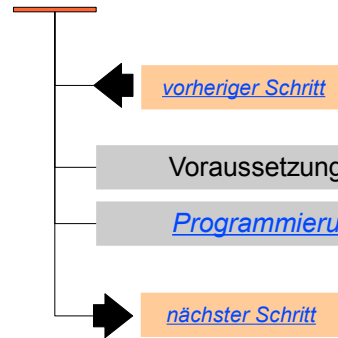 vorheriger Schritt
Voraussetzung
Programmieru
nächster Schritt